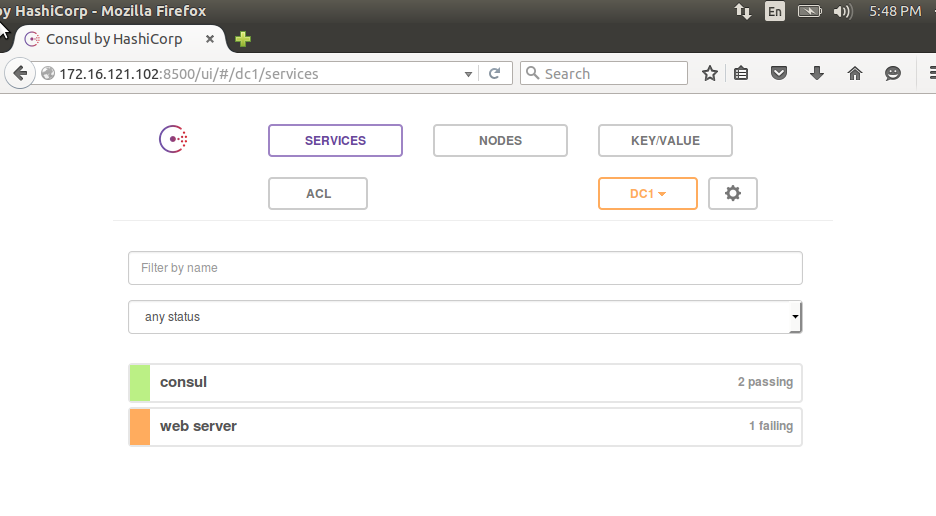 by HashiCorp - Mozilla Firefox
En
5:48 PM
Consul by HashiCorp
172.16.121.102:8500/ui/#/dc1/services
Search
SERVICES
NODES
KEY/VALUE
ACL
DC1
Filter by name
any status
consul
2 passing
web server
1 failing